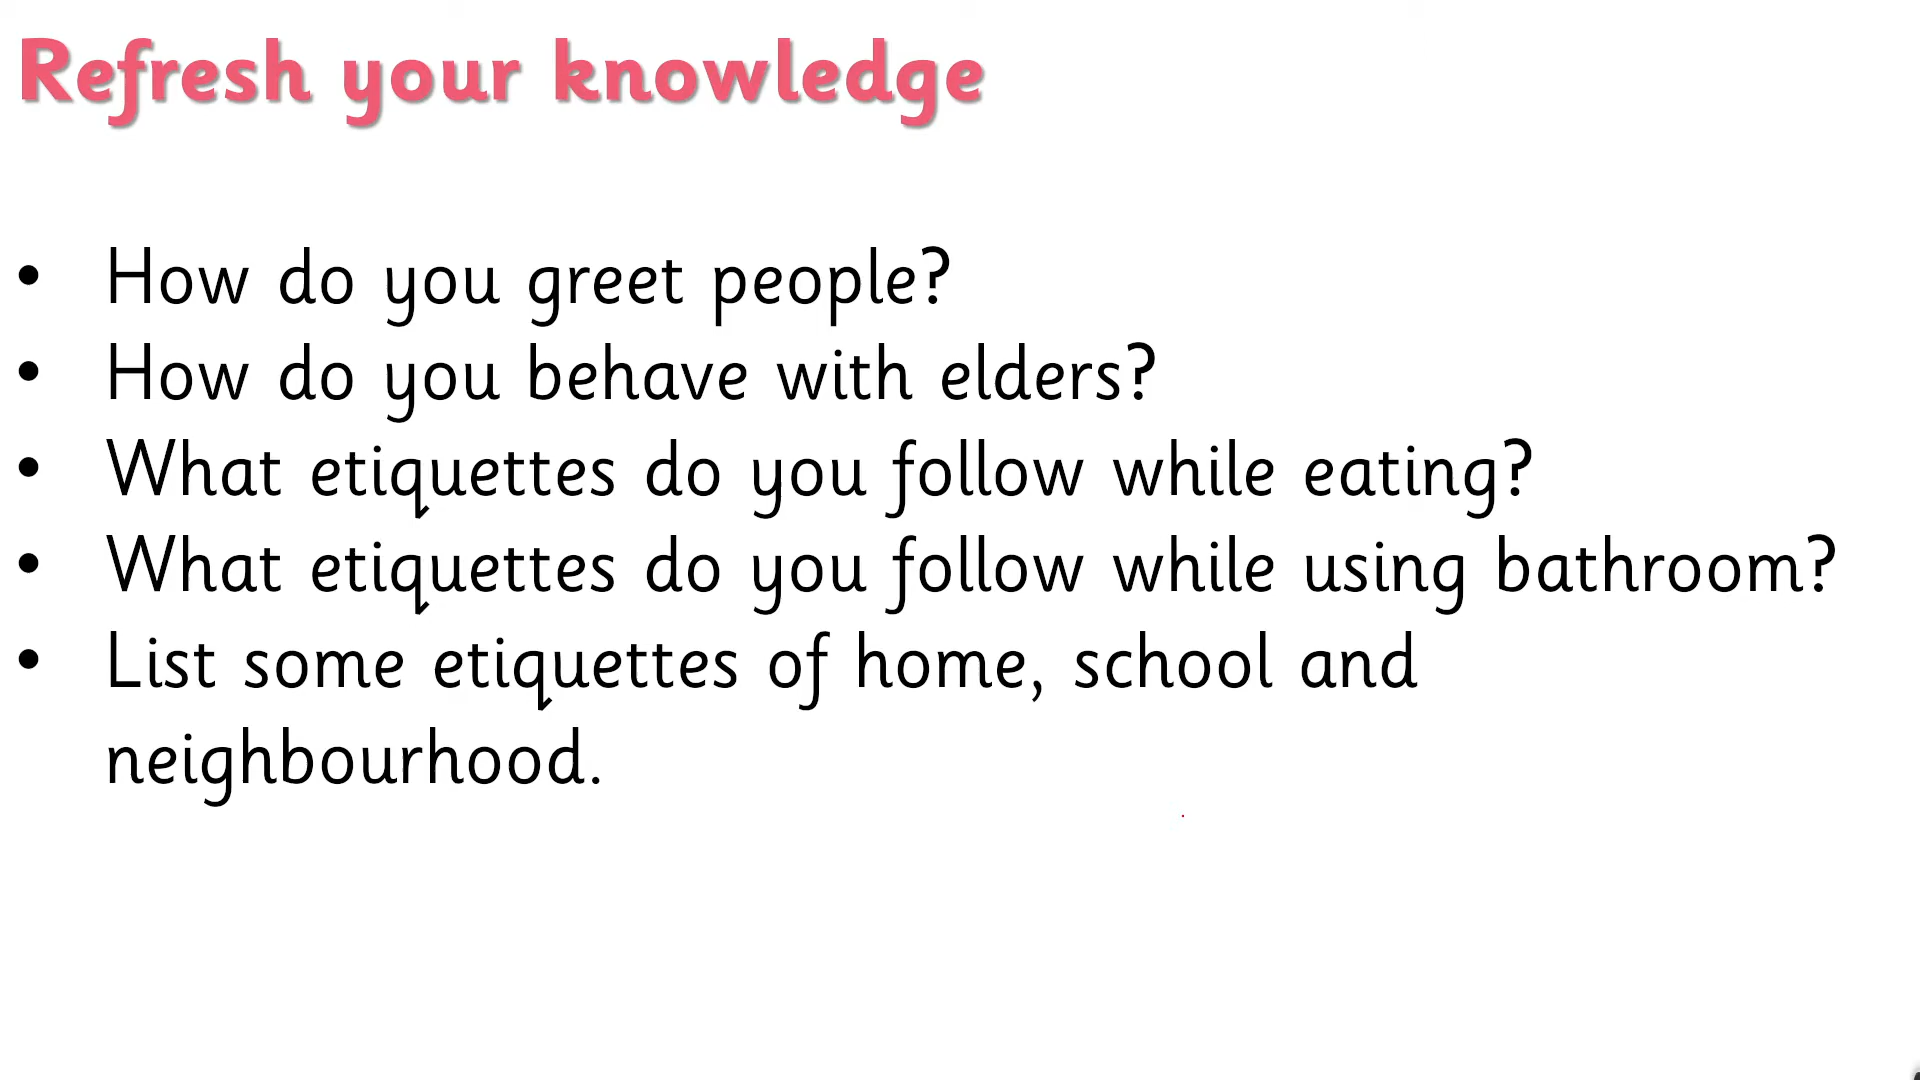 Refresh your knowledge
• How do you greet people?
• How do you behave with elders?
• What etiquettes do you follow while eating?
• What etiquettes do you follow while using bathroom?
• List some etiquettes of home, school and
neighbourhood.